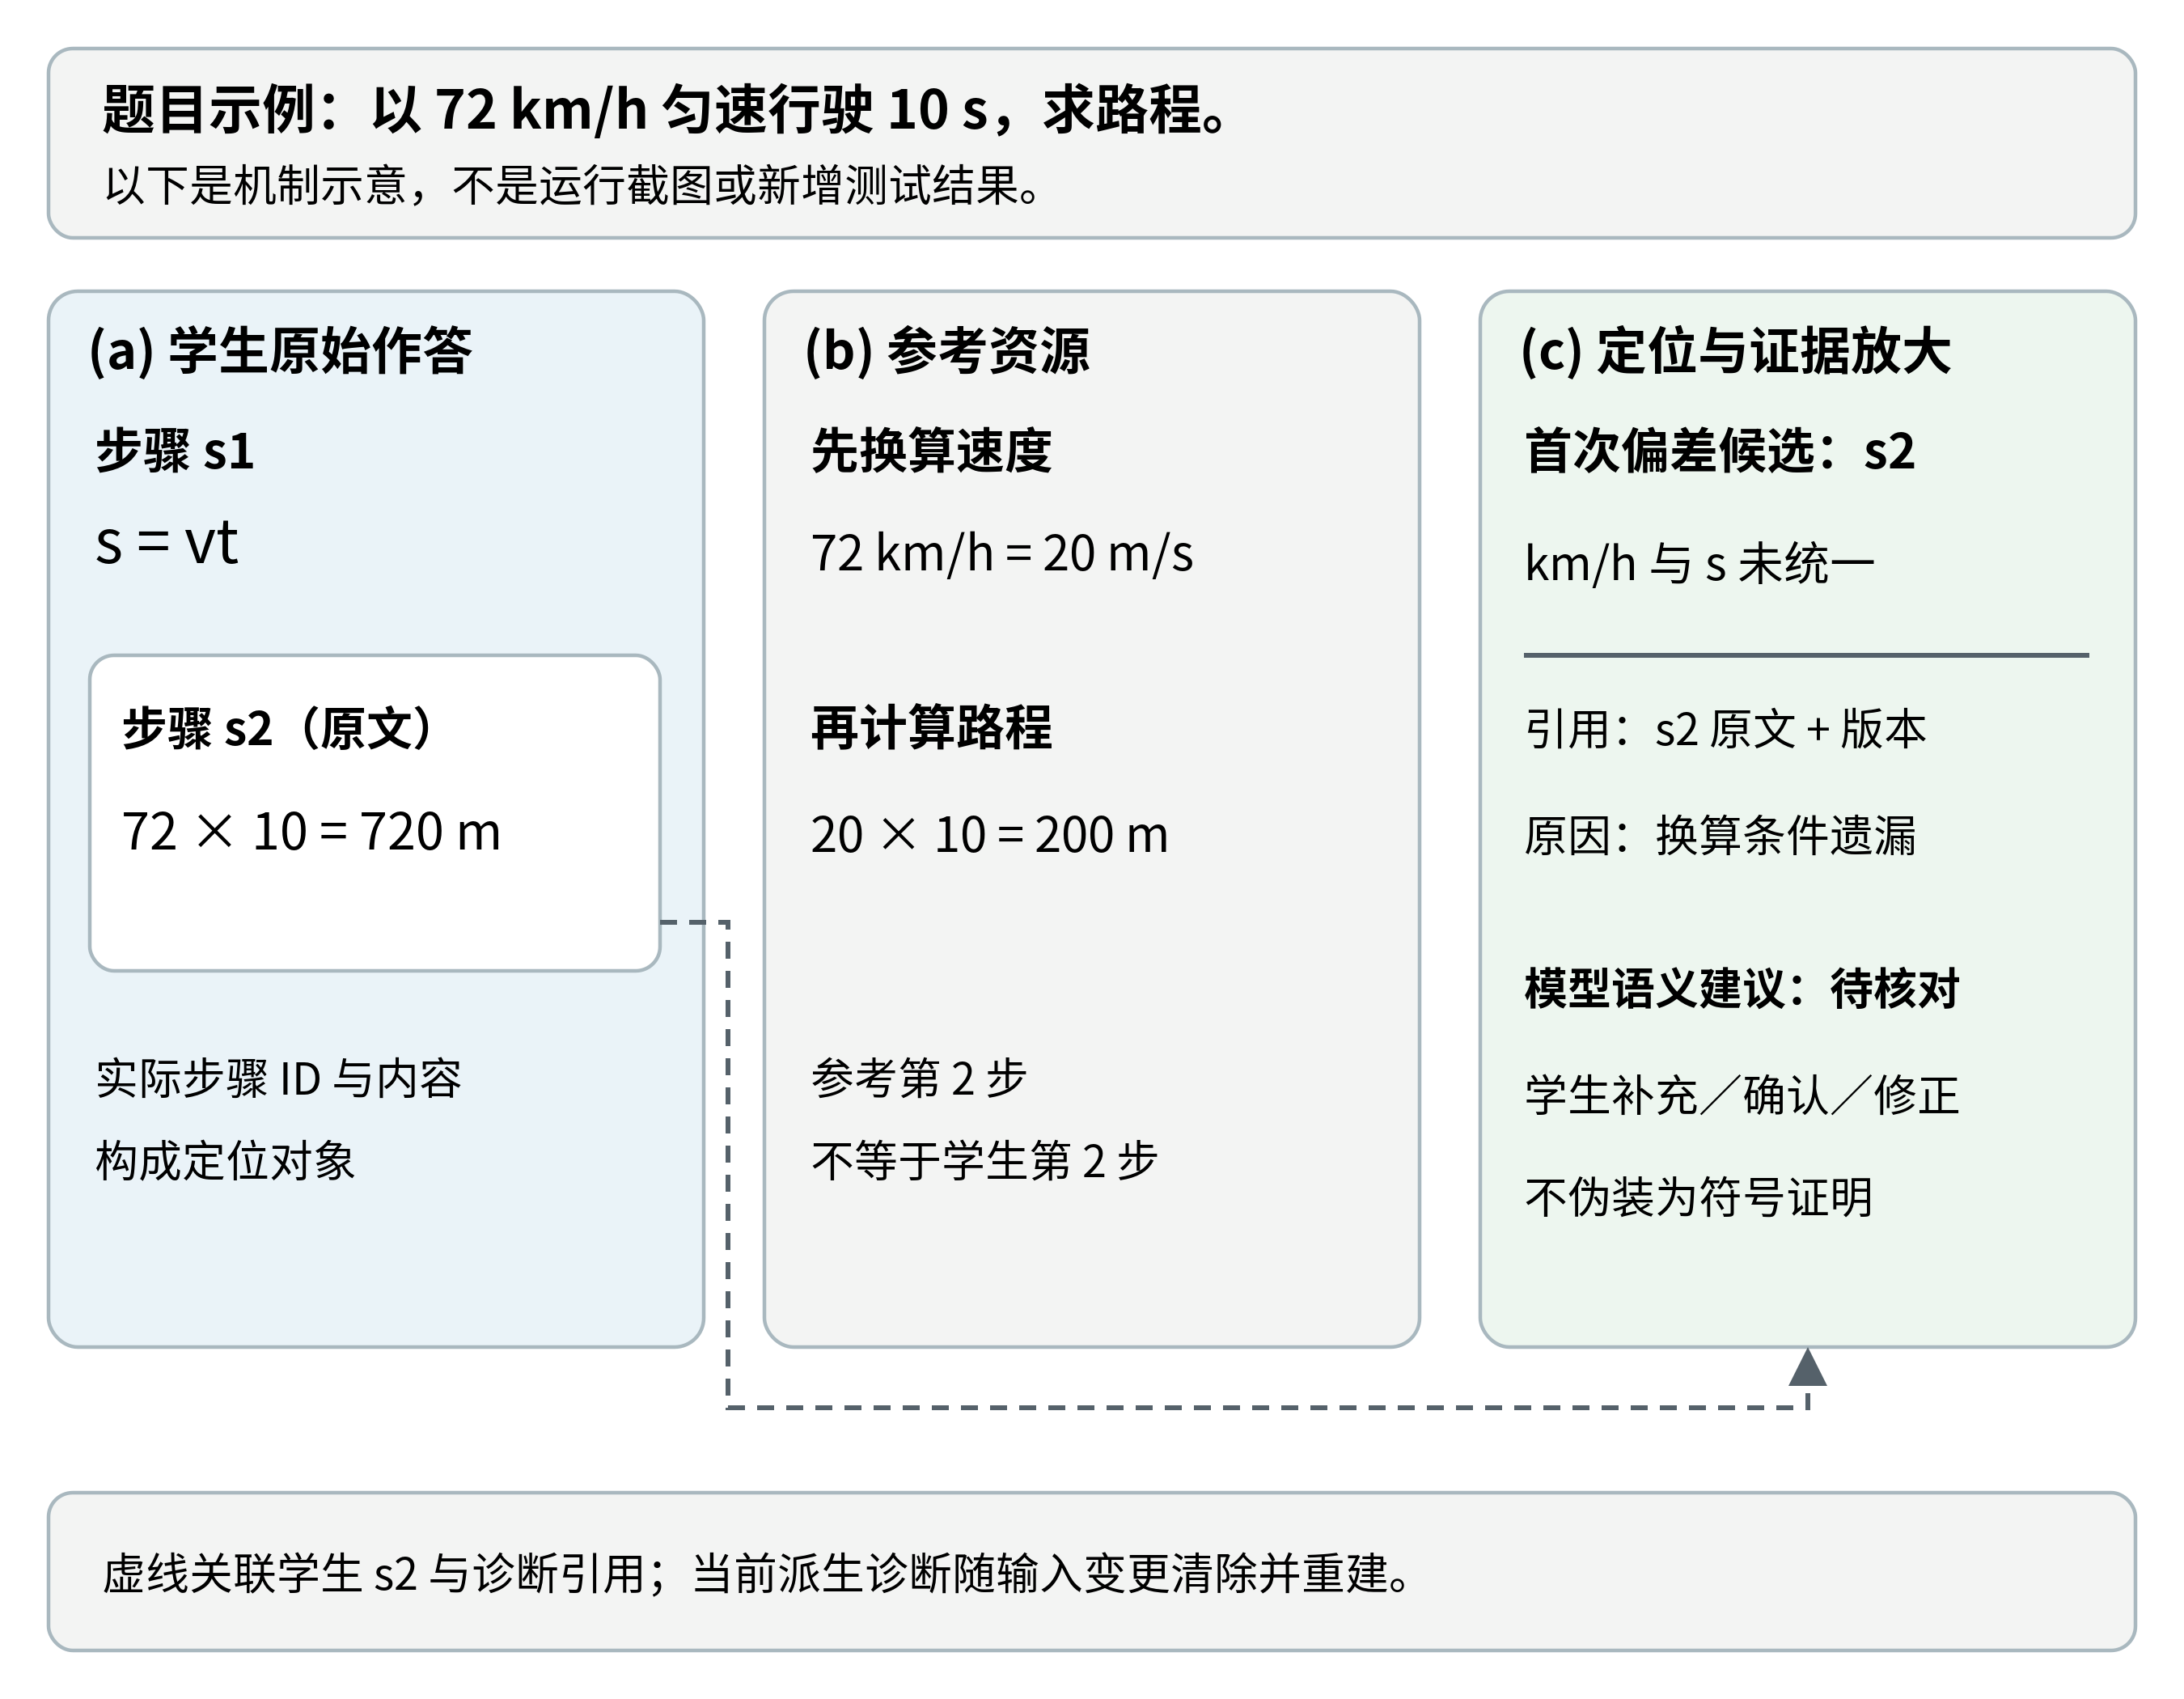 题目示例：以 72 km/h 匀速行驶 10 s，求路程。
以下是机制示意，不是运行截图或新增测试结果。
(a) 学生原始作答
步骤 s1
s = vt
步骤 s2（原文）
72 × 10 = 720 m
实际步骤 ID 与内容
构成定位对象
(b) 参考资源
先换算速度
72 km/h = 20 m/s
再计算路程
20 × 10 = 200 m
参考第 2 步
不等于学生第 2 步
(c) 定位与证据放大
首次偏差候选：s2
km/h 与 s 未统一
引用：s2 原文 + 版本
原因：换算条件遗漏
模型语义建议：待核对
学生补充／确认／修正
不伪装为符号证明
虚线关联学生 s2 与诊断引用；当前派生诊断随输入变更清除并重建。